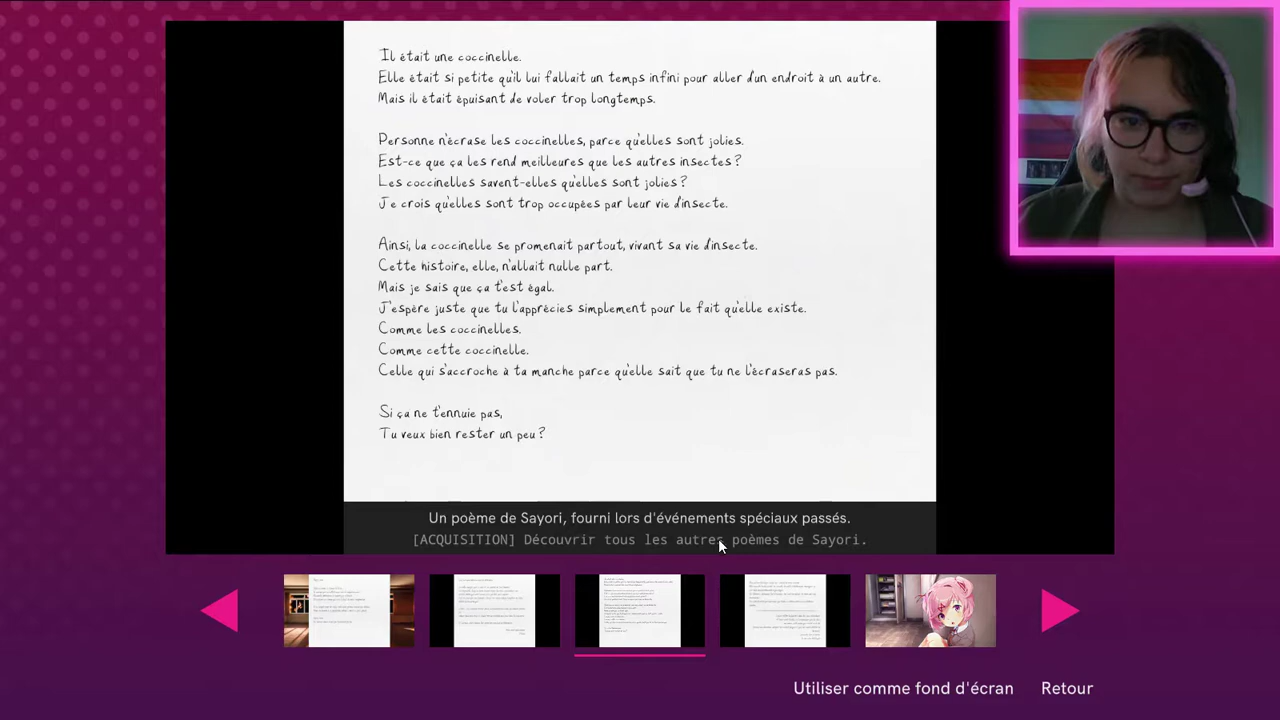 Il était une coccinelle.
Elle était si petite qu'il lui fallait un temps infini pour aller d'un endroit à un autre.
Mais il était épuisant de voler trop longtemps.
Personne n'écrase les coccinelles, parce qu'elles sont jolies.
Est-ce que ça les rend meilleures que les autres insectes ?
Les coccinelles savent-elles qu'elles sont jolies ?
Je crois qu'elles sont trop occupées par leur vie d'insecte.
Ainsi, la coccinelle se promenait partout, vivant sa vie d'insecte.
Cette histoire, elle, n'allait nulle part.
Mais je sais que ça t'est égal.
J'espère juste que tu l'apprécies simplement pour le fait qu'elle existe.
Comme les coccinelles.
Comme cette coccinelle.
Celle qui s'accroche à ta manche parce qu'elle sait que tu ne l'écraseras pas.
Si ça ne t'ennuie pas,
Tu veux bien rester un peu ?
Un poème de Sayori, fourni lors d'événements spéciaux passés.
[ACQUISITION] Découvrir tous les autres poèmes de Sayori.
Utiliser comme fond d'écran
Retour